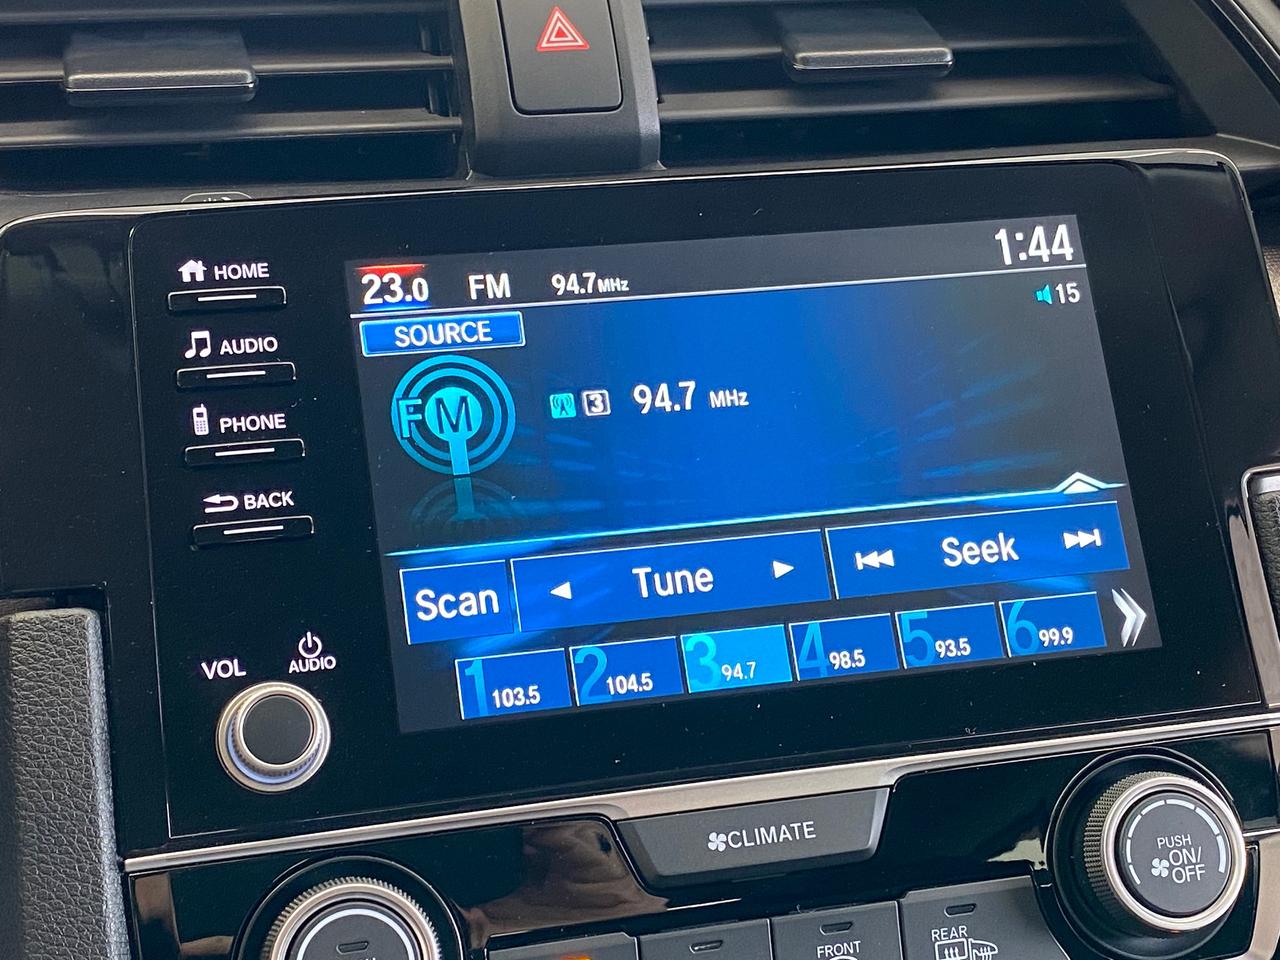 HOME
AUDIO
PHONE
BACK
VOL
AUDIO
23.0 FM 94.7MHz 1:44
15
SOURCE
FM
3 94.7 MHz
Scan Tune Seek
1 103.5
2 104.5
3 94.7
4 98.5
5 93.5
6 99.9
CLIMATE
PUSH
ON/
OFF
FRONT
REAR